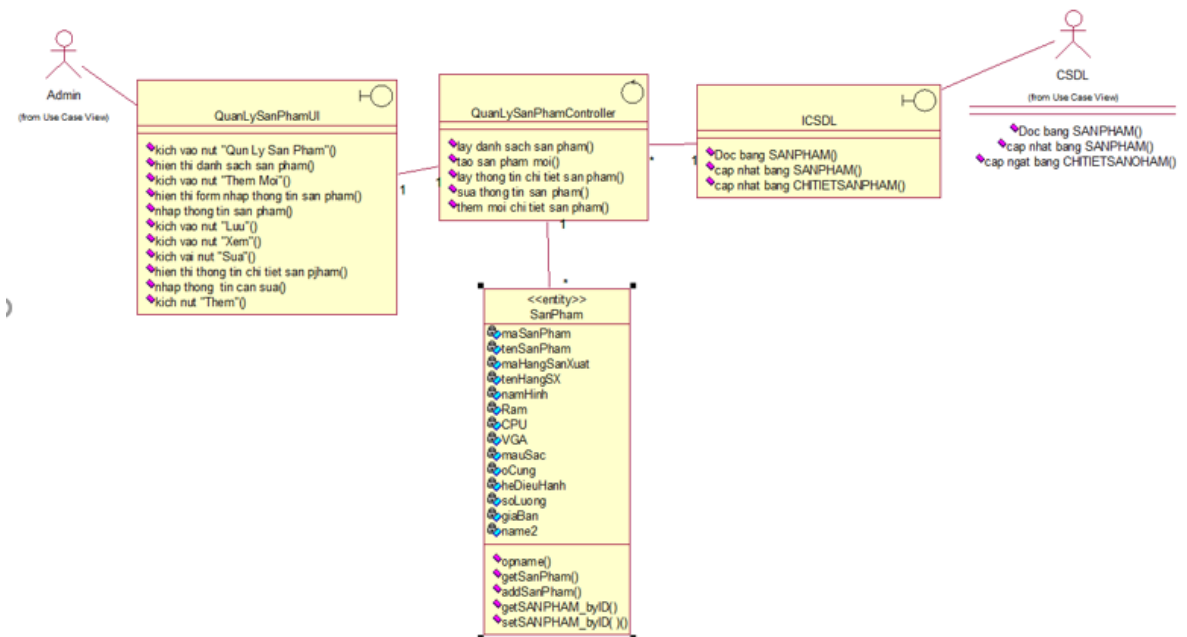 Admin
(from Use Case View)
QuanLySanPhamUI
kich vao nut "Qun Ly San Pham"()
hien thi danh sach san pham()
kich vao nut "Them Moi"()
hien thi form nhap thong tin san pham()
nhap thong tin san pham()
kich vao nut "Luu"()
kich vao nut "Xem"()
kich vai nut "Sua"()
hien thi thong tin chi tiet san pjham()
nhap thong tin can sua()
kich nut "Them"()
1
1
QuanLySanPhamController
lay danh sach san pham()
tao san pham moi()
lay thong tin chi tiet san pham()
sua thong tin san pham()
them moi chi tiet san pham()
*
1
ICSDL
Doc bang SANPHAM()
cap nhat bang SANPHAM()
cap nhat bang CHITIETSANPHAM()
CSDL
(from Use Case View)
Doc bang SANPHAM()
cap nhat bang SANPHAM()
cap ngat bang CHITIETSANOHAM()
1
*
<<entity>>
SanPham
maSanPham
tenSanPham
maHangSanXuat
tenHangSX
namHinh
Ram
CPU
VGA
mauSac
oCung
heDieuHanh
soLuong
giaBan
name2
opname()
getSanPham()
addSanPham()
getSANPHAM_byID()
setSANPHAM_byID( )()